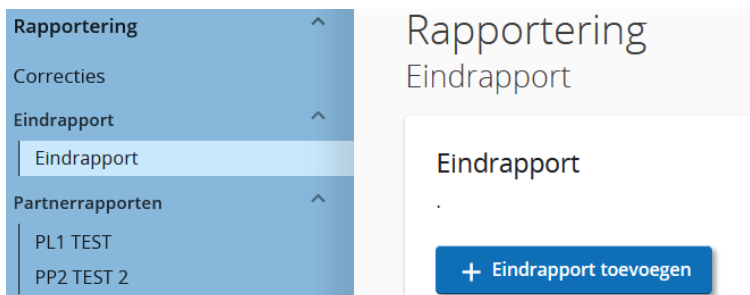 Rapportering
Correcties
Eindrapport
Eindrapport
Partnerrapporten
PL1 TEST
PP2 TEST 2
Rapportering
Eindrapport
Eindrapport
.
+ Eindrapport toevoegen